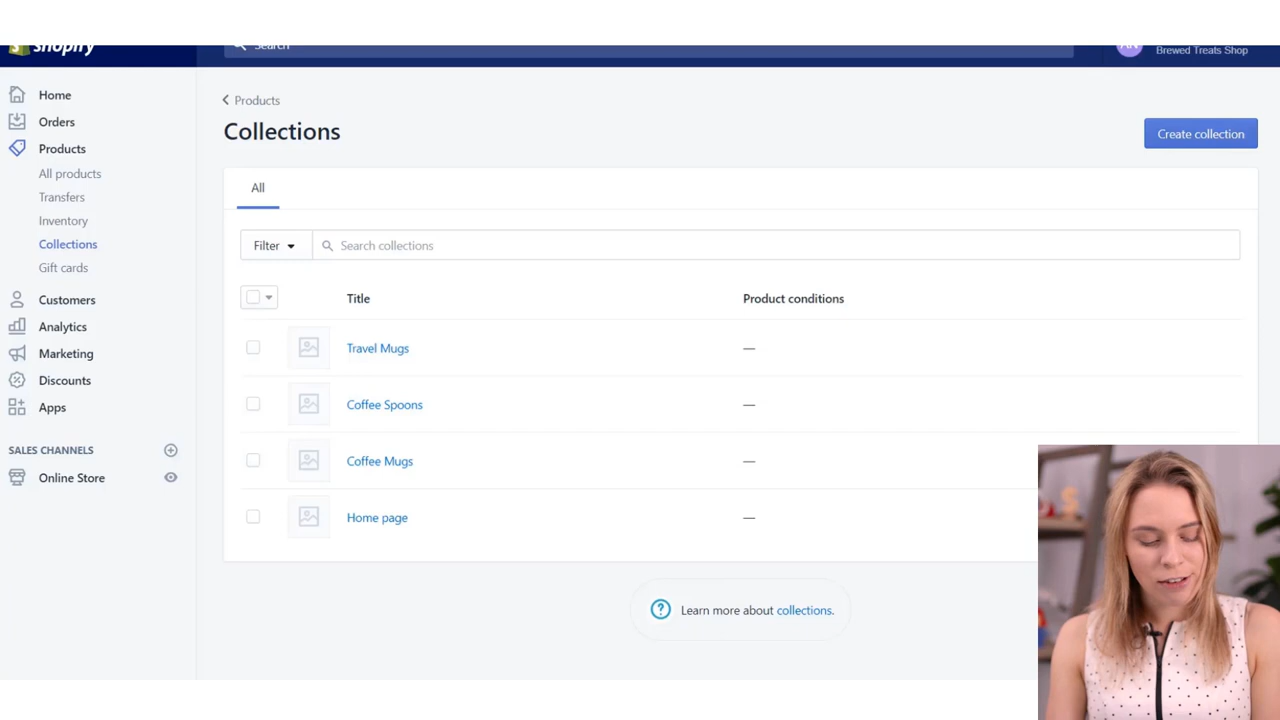 shopify
Search
AN
Brewed Treats Shop
Home
Orders
Products
All products
Transfers
Inventory
Collections
Gift cards
Customers
Analytics
Marketing
Discounts
Apps
SALES CHANNELS
Online Store
Products
Collections
Create collection
All
Filter
Search collections
Title
Product conditions
Travel Mugs
—
Coffee Spoons
—
Coffee Mugs
—
Home page
—
Learn more about collections.